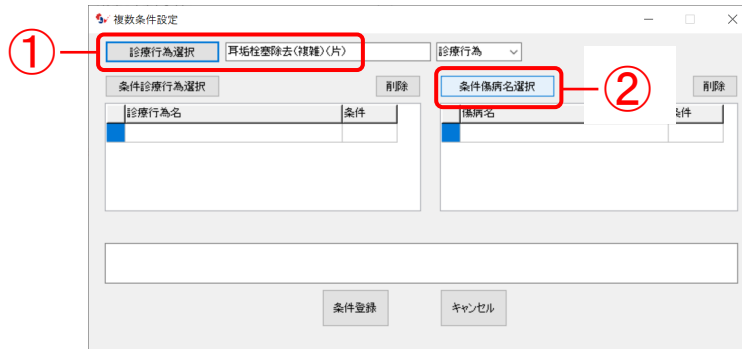 複数条件設定
① 診療行為選択 耳垢栓塞除去(複雑)(片) 診療行為
条件診療行為選択 削除 条件傷病名選択 ② 削除
診療行為名 条件 傷病名 条件
条件登録 キャンセル